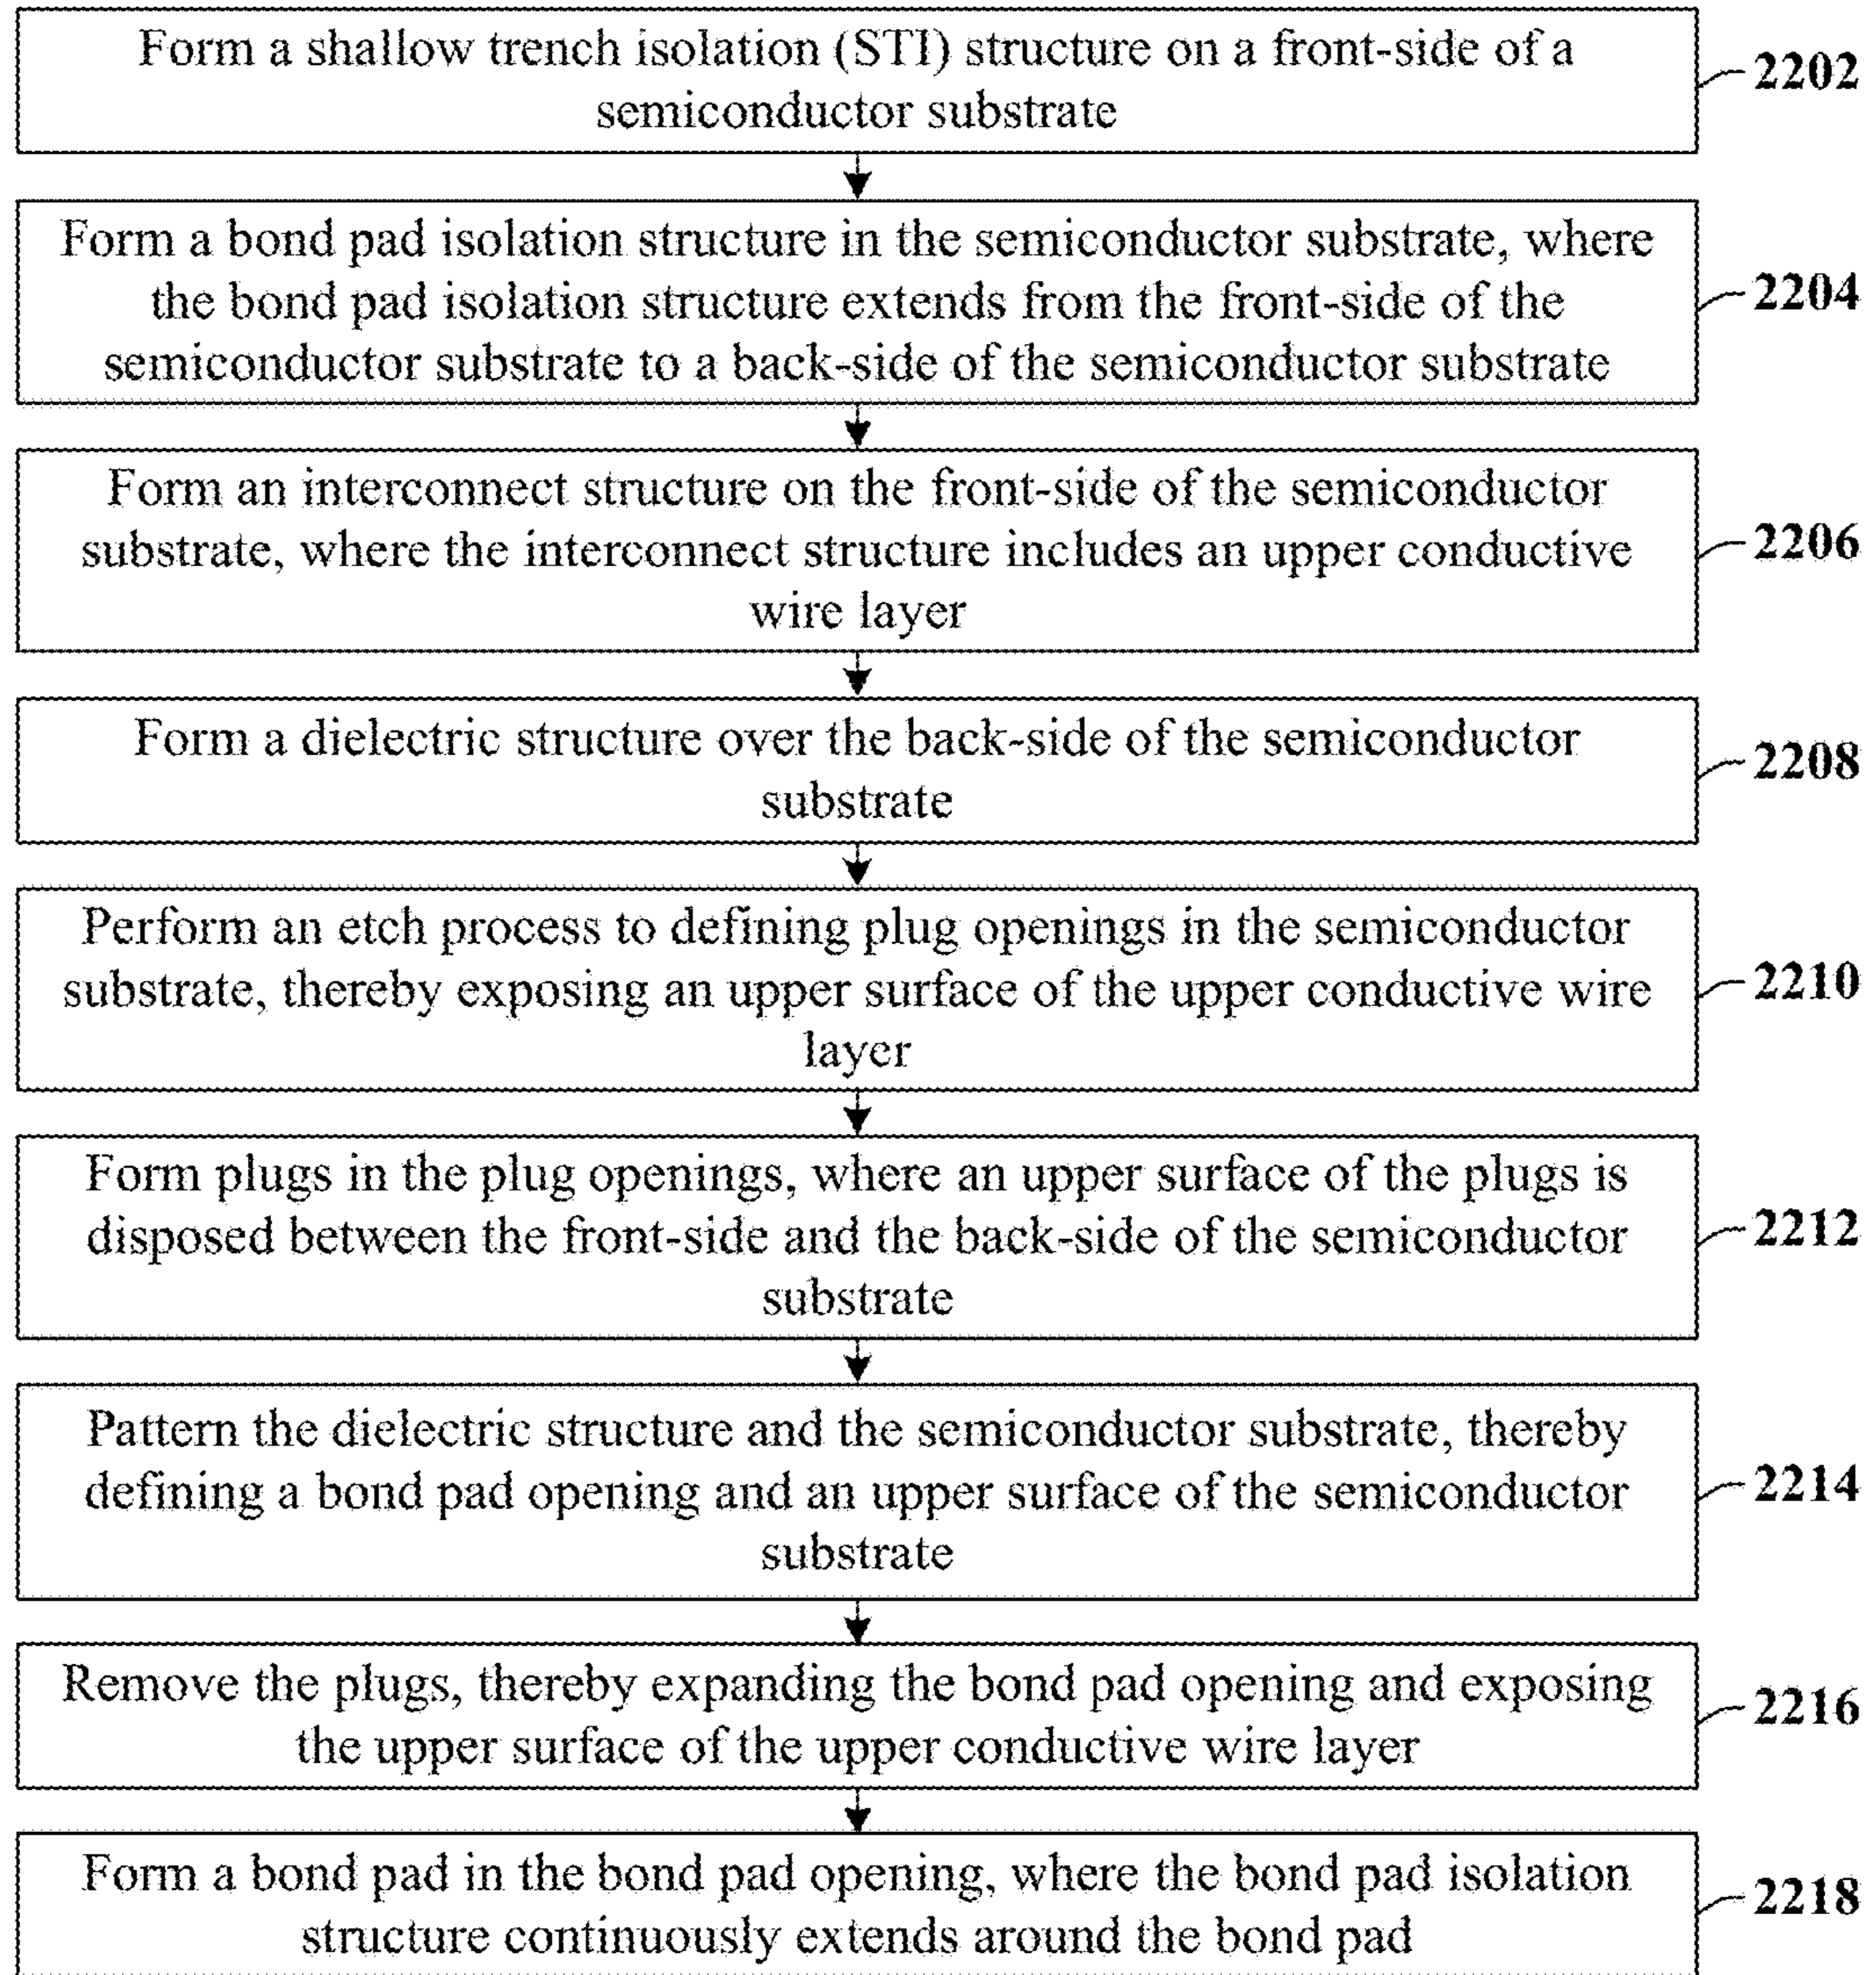 Form a shallow trench isolation (STI) structure on a front-side of a
semiconductor substrate
2202
Form a bond pad isolation structure in the semiconductor substrate, where
the bond pad isolation structure extends from the front-side of the
semiconductor substrate to a back-side of the semiconductor substrate
2204
Form an interconnect structure on the front-side of the semiconductor
substrate, where the interconnect structure includes an upper conductive
wire layer
2206
Form a dielectric structure over the back-side of the semiconductor
substrate
2208
Perform an etch process to defining plug openings in the semiconductor
substrate, thereby exposing an upper surface of the upper conductive wire
layer
2210
Form plugs in the plug openings, where an upper surface of the plugs is
disposed between the front-side and the back-side of the semiconductor
substrate
2212
Pattern the dielectric structure and the semiconductor substrate, thereby
defining a bond pad opening and an upper surface of the semiconductor
substrate
2214
Remove the plugs, thereby expanding the bond pad opening and exposing
the upper surface of the upper conductive wire layer
2216
Form a bond pad in the bond pad opening, where the bond pad isolation
structure continuously extends around the bond pad
2218